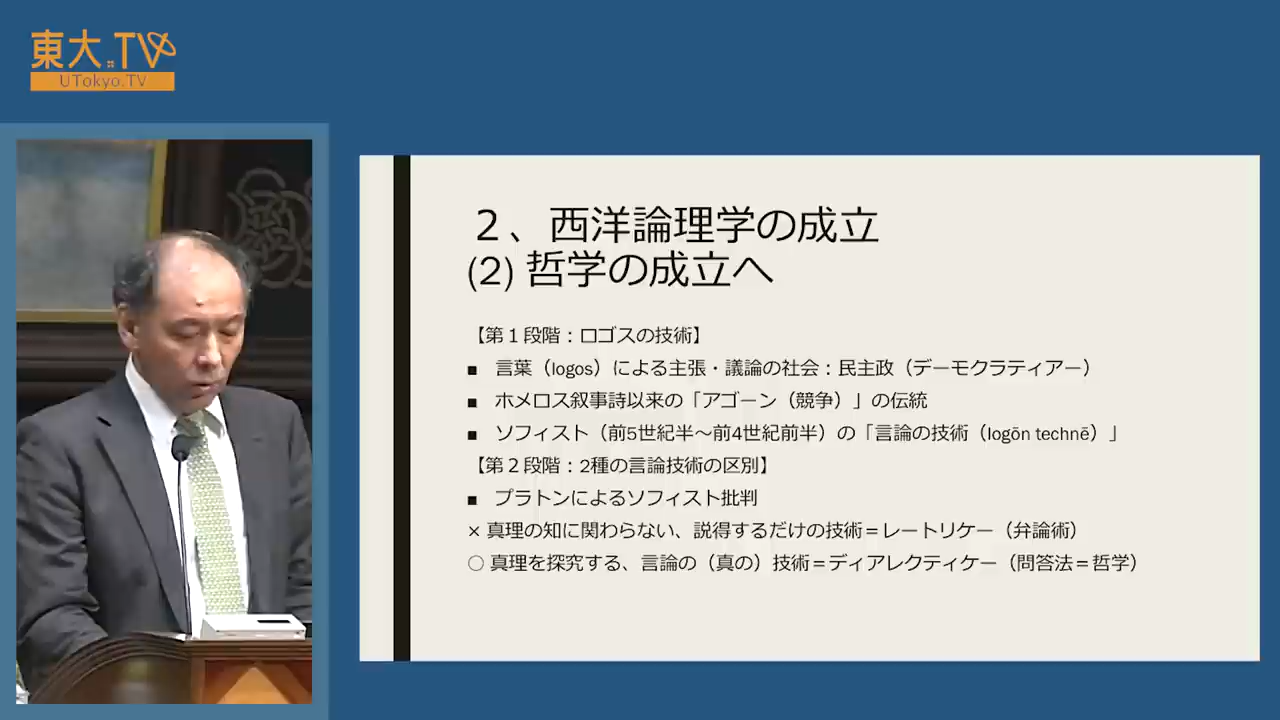 東大.TV
UTokyo.TV
２、西洋論理学の成立
(2) 哲学の成立へ
【第１段階：ロゴスの技術】
■ 言葉（logos）による主張・議論の社会：民主政（デーモクラティアー）
■ ホメロス叙事詩以来の「アゴーン（競争）」の伝統
■ ソフィスト（前5世紀半～前4世紀前半）の「言論の技術（logōn technē）」
【第２段階：2種の言論技術の区別】
■ プラトンによるソフィスト批判
× 真理の知に関わらない、説得するだけの技術＝レートリケー（弁論術）
○ 真理を探究する、言論の（真の）技術＝ディアレクティケー（問答法＝哲学）